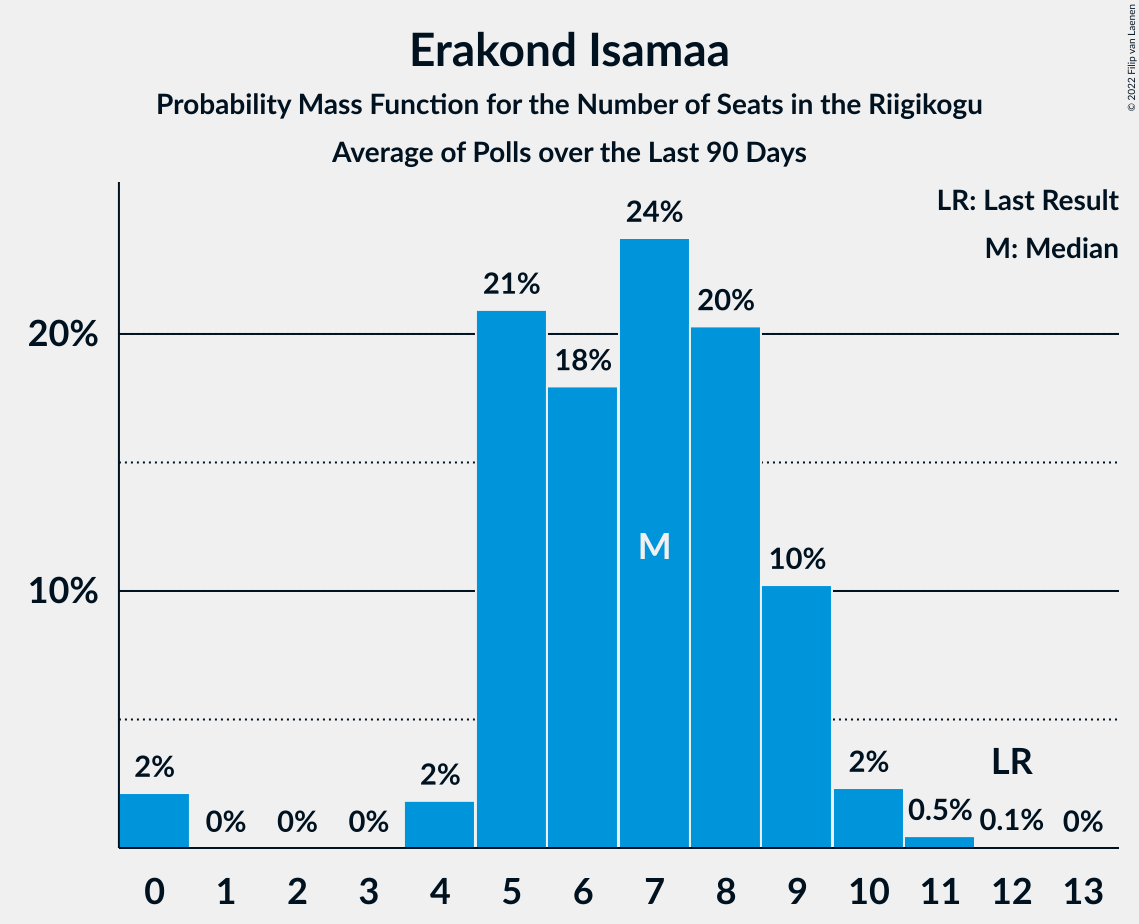 Erakond Isamaa
Probability Mass Function for the Number of Seats in the Riigikogu
Average of Polls over the Last 90 Days
© 2022 Filip van Laenen
LR: Last Result
M: Median
24%
21%
20%
20%
18%
M
10%
10%
LR
2%
2%
2%
0.5%
0.1%
0%
0%
0%
0%
0 1 2 3 4 5 6 7 8 9 10 11 12 13